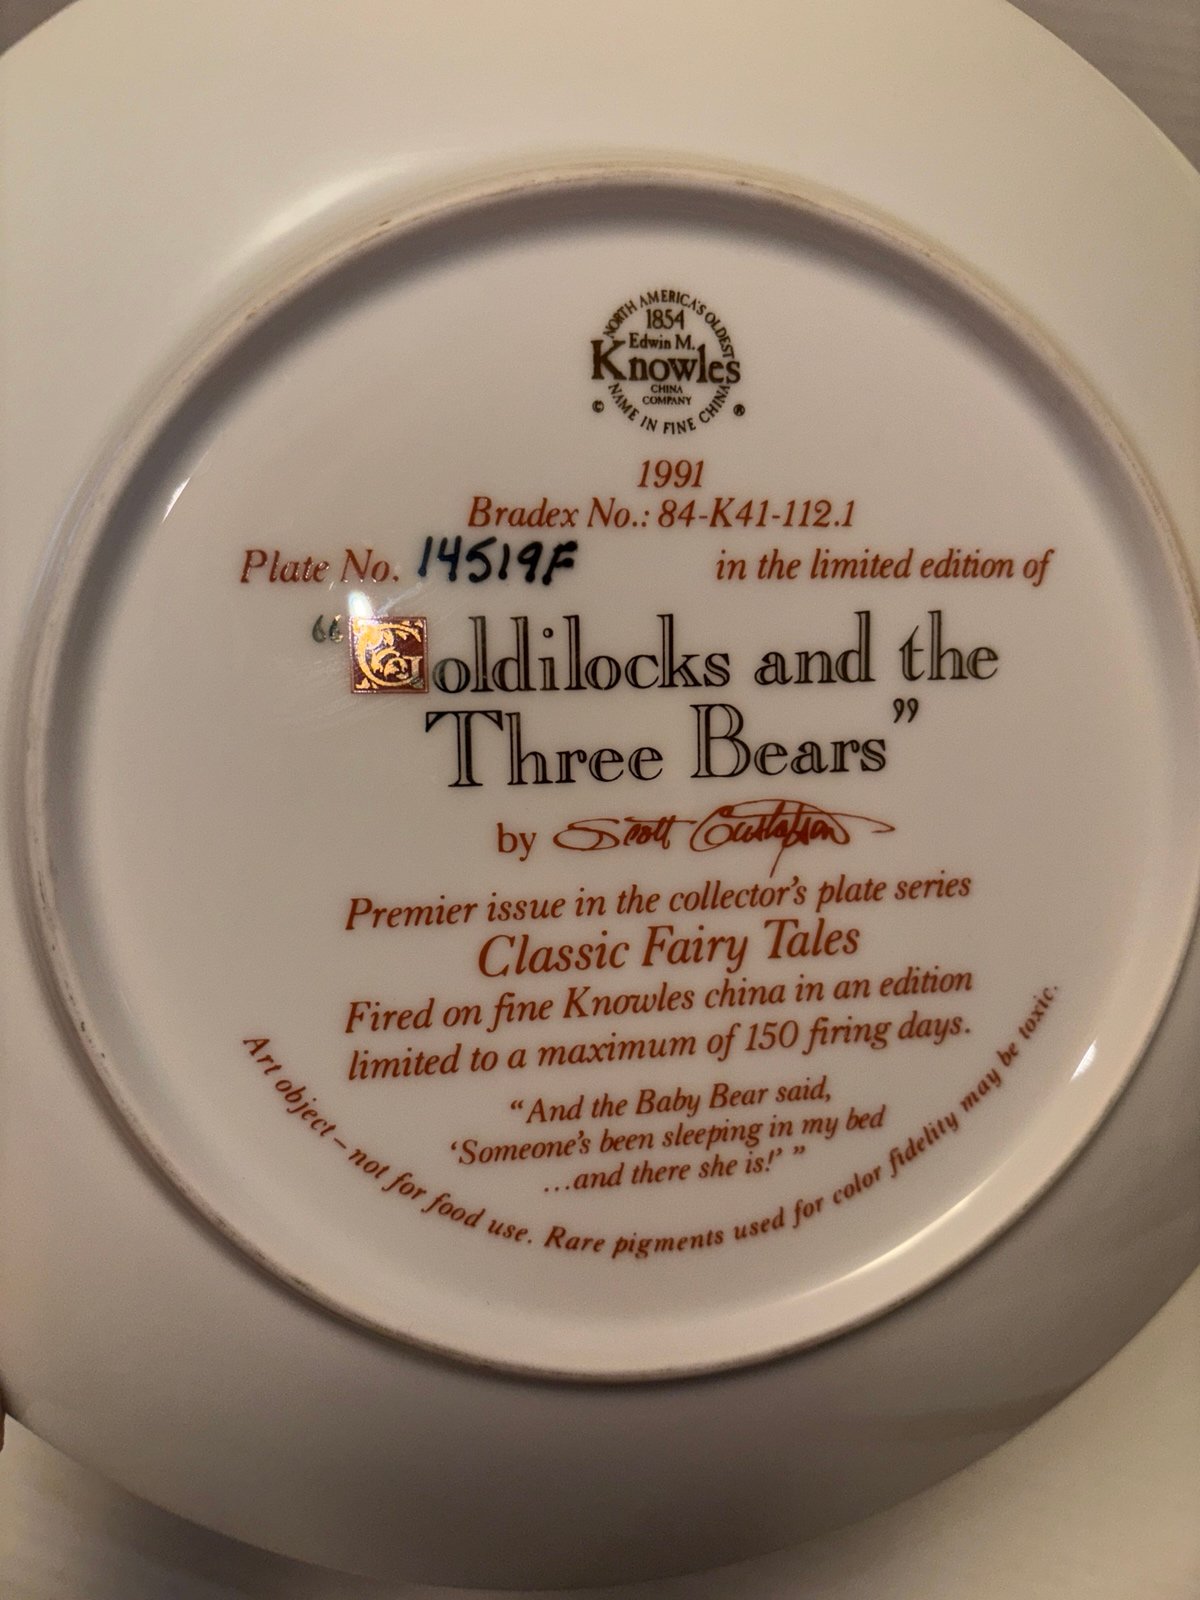 NORTH AMERICA'S OLDEST
1854
Edwin M.
Knowles
CHINA
COMPANY
NAME IN FINE CHINA
© ®
1991
Bradex No.: 84-K41-112.1
Plate No. 14519F in the limited edition of
“Goldilocks and the
Three Bears”
by Scott Gustafson
Premier issue in the collector's plate series
Classic Fairy Tales
Fired on fine Knowles china in an edition
limited to a maximum of 150 firing days.
“And the Baby Bear said,
‘Someone's been sleeping in my bed
...and there she is!’ ”
Art object – not for food use. Rare pigments used for color fidelity may be toxic.